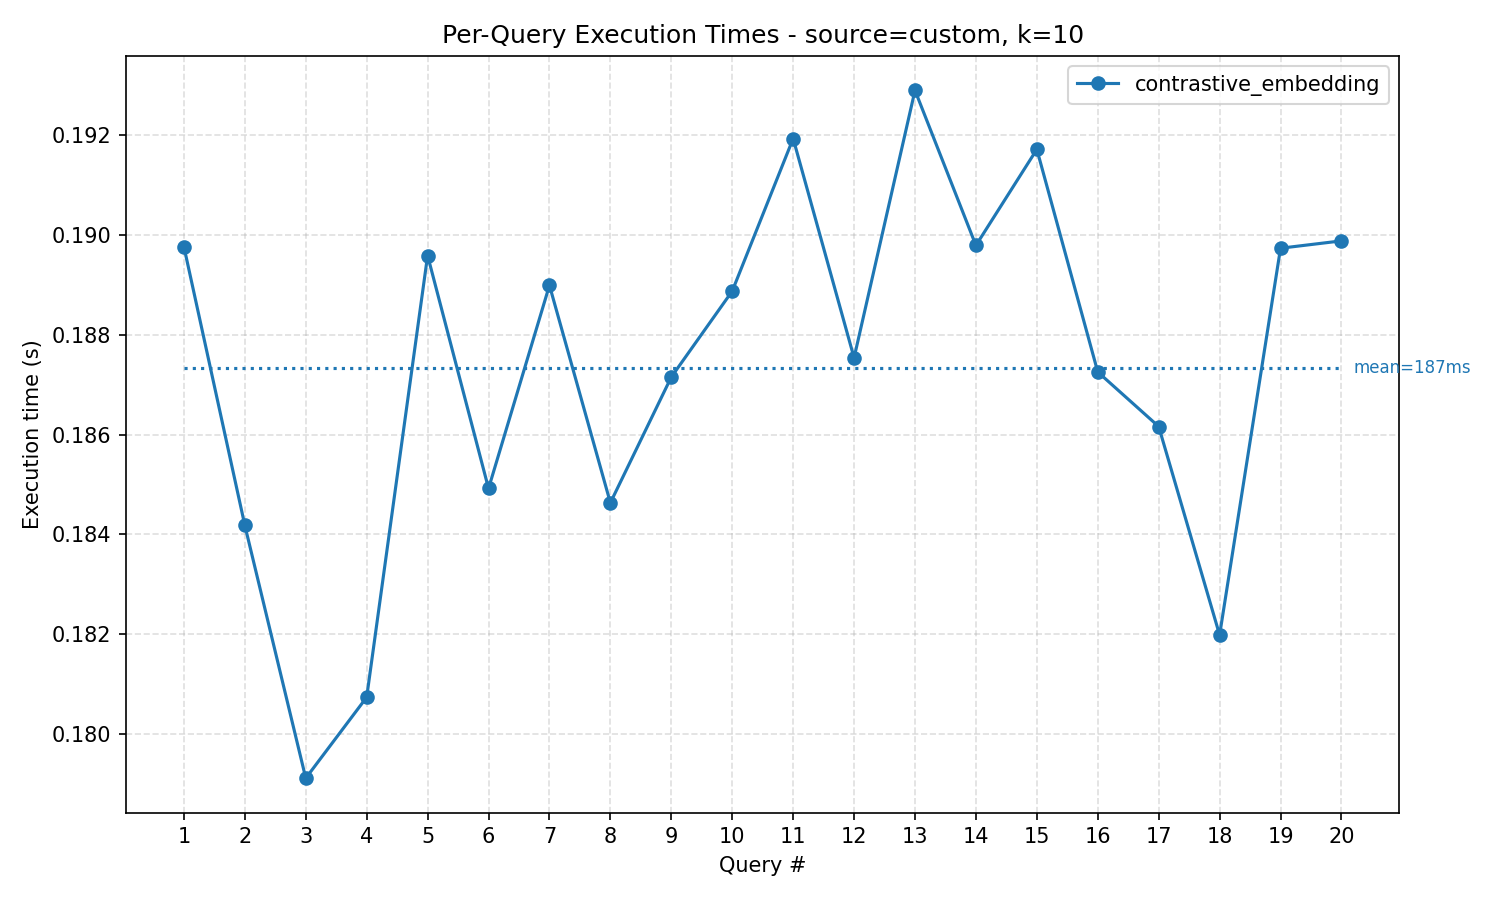 Per-Query Execution Times - source=custom, k=10
contrastive_embedding
0.192
0.190
0.188
0.186
0.184
0.182
0.180
Execution time (s)
mean=187ms
1 2 3 4 5 6 7 8 9 10 11 12 13 14 15 16 17 18 19 20
Query #